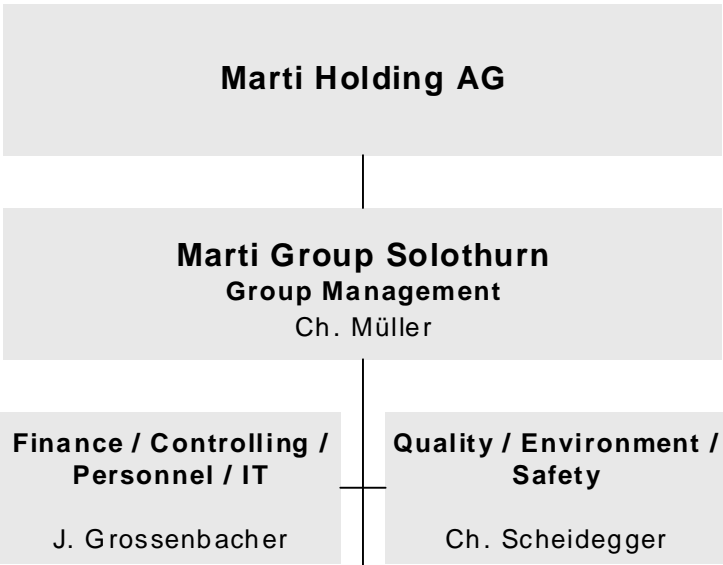 Marti Holding AG
Marti Group Solothurn
Group Management
Ch. Müller
Finance / Controlling /
Personnel / IT
J. Grossenbacher
Quality / Environment /
Safety
Ch. Scheidegger